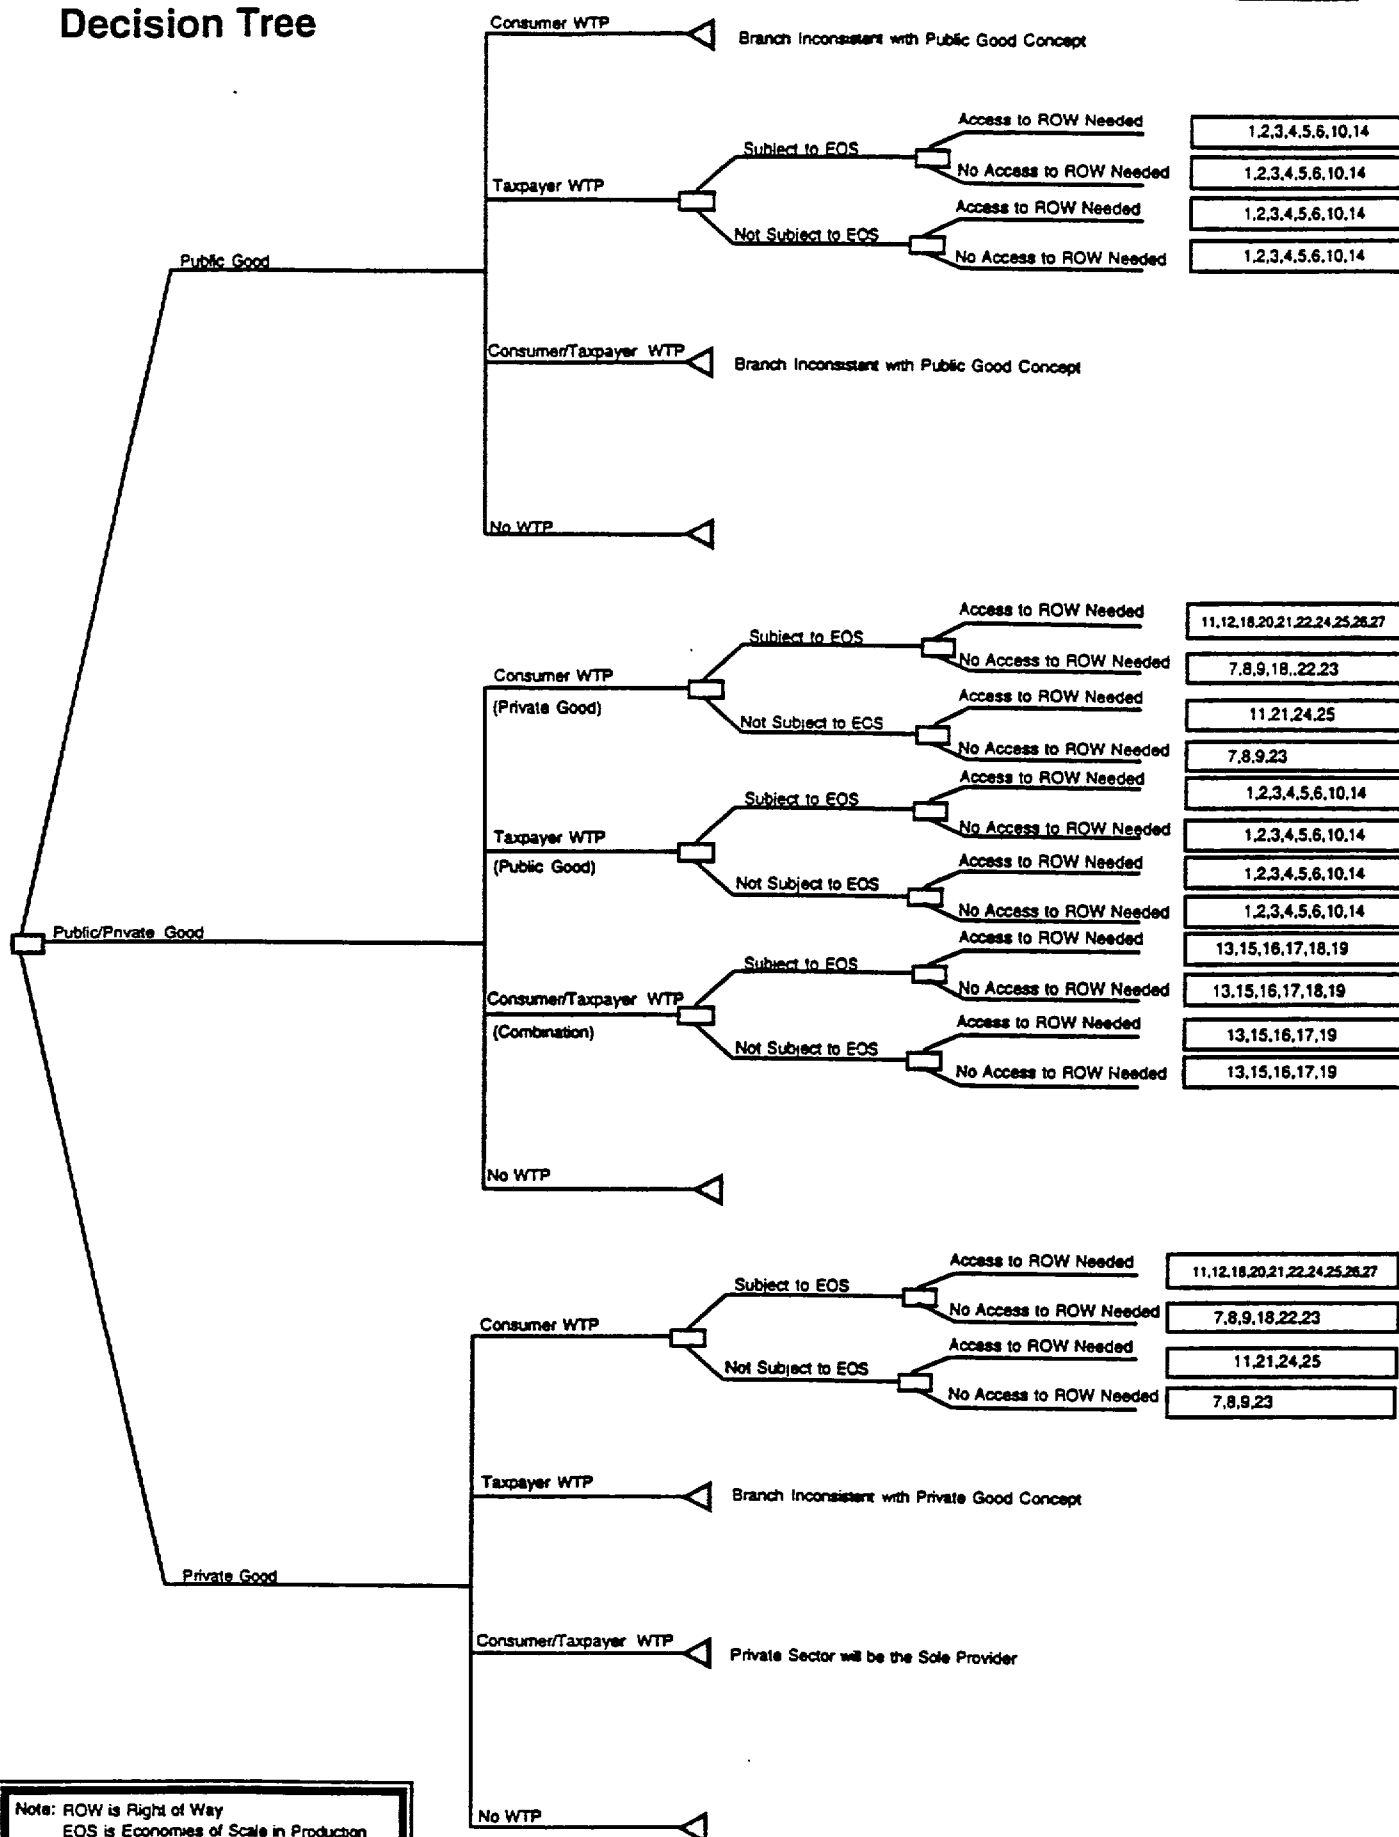 Decision Tree
Consumer WTP
Branch Inconsistent with Public Good Concept
Access to ROW Needed
1,2,3,4,5,6,10,14
Subject to EOS
No Access to ROW Needed
1,2,3,4,5,6,10,14
Taxpayer WTP
Access to ROW Needed
1,2,3,4,5,6,10,14
Not Subject to EOS
No Access to ROW Needed
1,2,3,4,5,6,10,14
Public Good
Consumer/Taxpayer WTP
Branch Inconsistent with Public Good Concept
No WTP
Access to ROW Needed
11,12,18,20,21,22,24,25,26,27
Subject to EOS
No Access to ROW Needed
7,8,9,18,,22,23
Consumer WTP
(Private Good)
Access to ROW Needed
11,21,24,25
Not Subject to EOS
No Access to ROW Needed
7,8,9,23
Access to ROW Needed
1,2,3,4,5,6,10,14
Subject to EOS
No Access to ROW Needed
1,2,3,4,5,6,10,14
Taxpayer WTP
(Public Good)
Access to ROW Needed
1,2,3,4,5,6,10,14
Not Subject to EOS
No Access to ROW Needed
1,2,3,4,5,6,10,14
Public/Private Good
Access to ROW Needed
13,15,16,17,18,19
Subject to EOS
No Access to ROW Needed
13,15,16,17,18,19
Consumer/Taxpayer WTP
(Combination)
Access to ROW Needed
13,15,16,17,19
Not Subject to EOS
No Access to ROW Needed
13,15,16,17,19
No WTP
Access to ROW Needed
11,12,18,20,21,22,24,25,26,27
Subject to EOS
No Access to ROW Needed
7,8,9,18,22,23
Consumer WTP
Access to ROW Needed
11,21,24,25
Not Subject to EOS
No Access to ROW Needed
7,8,9,23
Taxpayer WTP
Branch Inconsistent with Private Good Concept
Private Good
Consumer/Taxpayer WTP
Private Sector will be the Sole Provider
No WTP
Note: ROW is Right of Way
EOS is Economies of Scale in Production